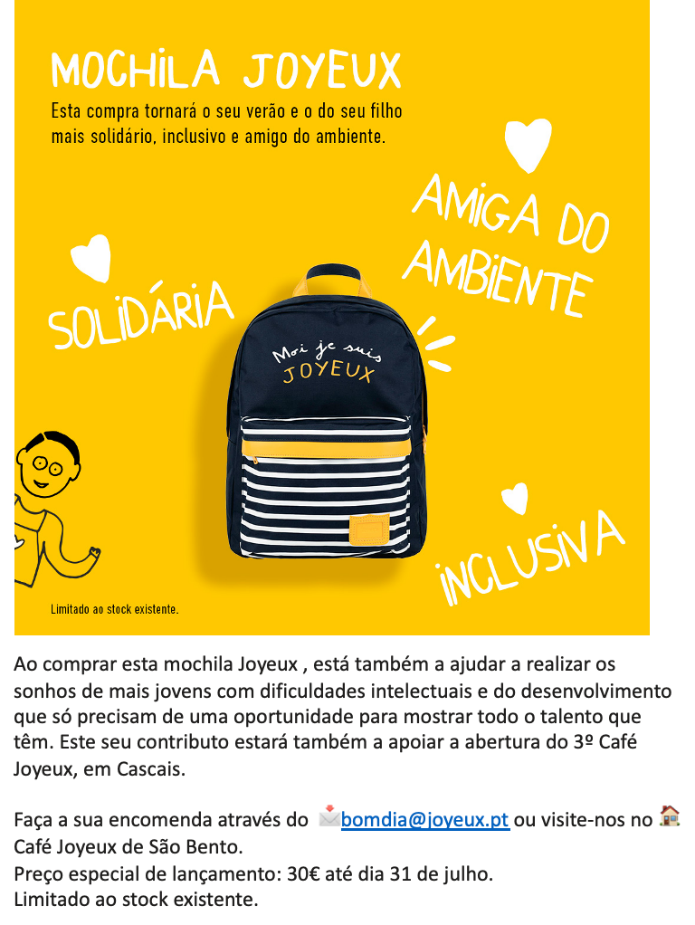 MOCHiLA JOYEUX
Esta compra tornará o seu verão e o do seu filho
mais solidário, inclusivo e amigo do ambiente.
AMiGA DO
AMBiENTE
SOLiDÁRiA
Moi je suis
JOYEUX
iNCLUSiVA
Limitado ao stock existente.
Ao comprar esta mochila Joyeux , está também a ajudar a realizar os
sonhos de mais jovens com dificuldades intelectuais e do desenvolvimento
que só precisam de uma oportunidade para mostrar todo o talento que
têm. Este seu contributo estará também a apoiar a abertura do 3º Café
Joyeux, em Cascais.
Faça a sua encomenda através do 📩bomdia@joyeux.pt ou visite-nos no 🏠
Café Joyeux de São Bento.
Preço especial de lançamento: 30€ até dia 31 de julho.
Limitado ao stock existente.